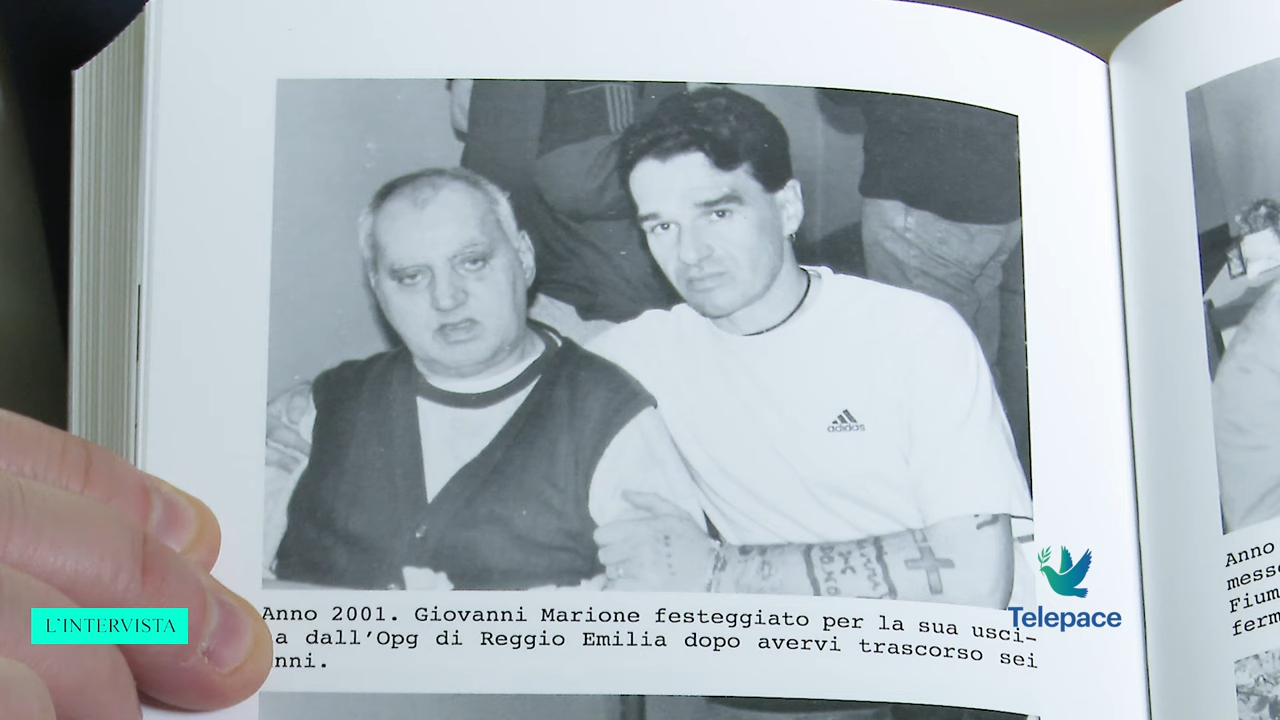 adidas
Anno 2001. Giovanni Marione festeggiato per la sua usci-
a dall'Opg di Reggio Emilia dopo avervi trascorso sei
nni.
Anno
mess
Fium
ferm
L'INTERVISTA
Telepace